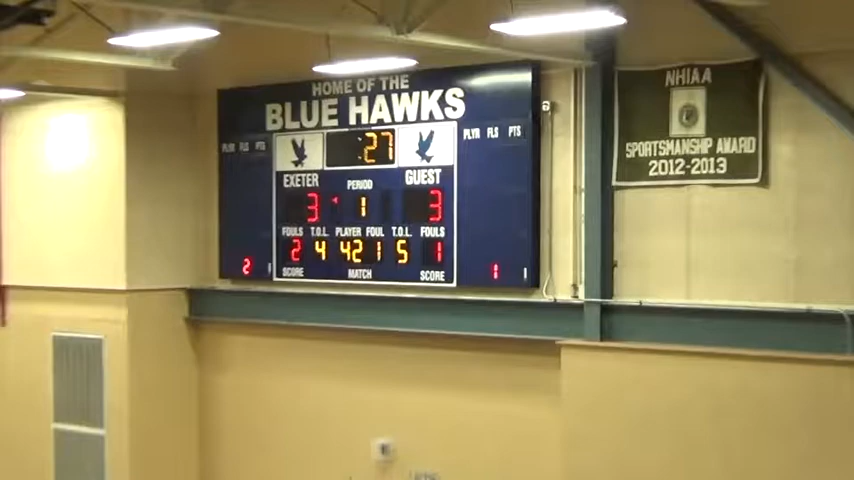 HOME OF THE
BLUE HAWKS
PLYR FLS PTS
:27
PLYR FLS PTS
EXETER
PERIOD
GUEST
3 1 3
FOULS T.O.L. PLAYER FOUL T.O.L. FOULS
2 4 42 1 5 1
SCORE MATCH SCORE
2
1
NHIAA
SPORTSMANSHIP AWARD
2012-2013